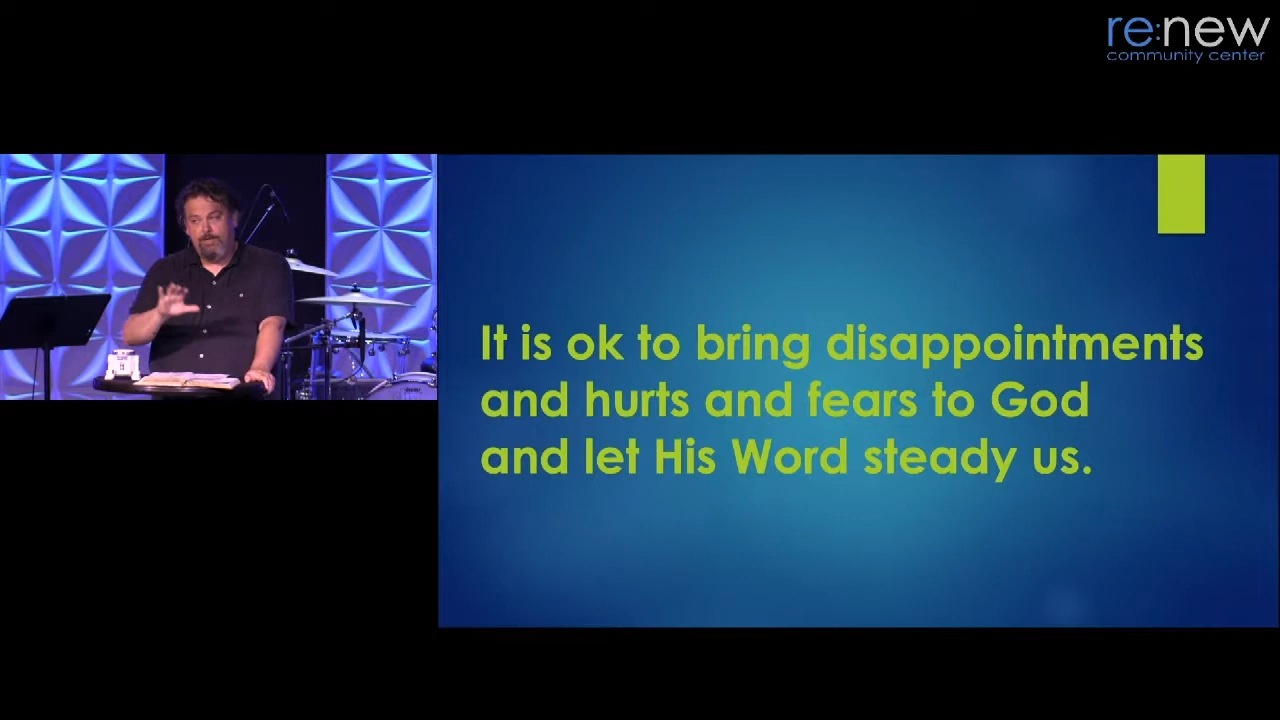 re:new
community center
It is ok to bring disappointments
and hurts and fears to God
and let His Word steady us.